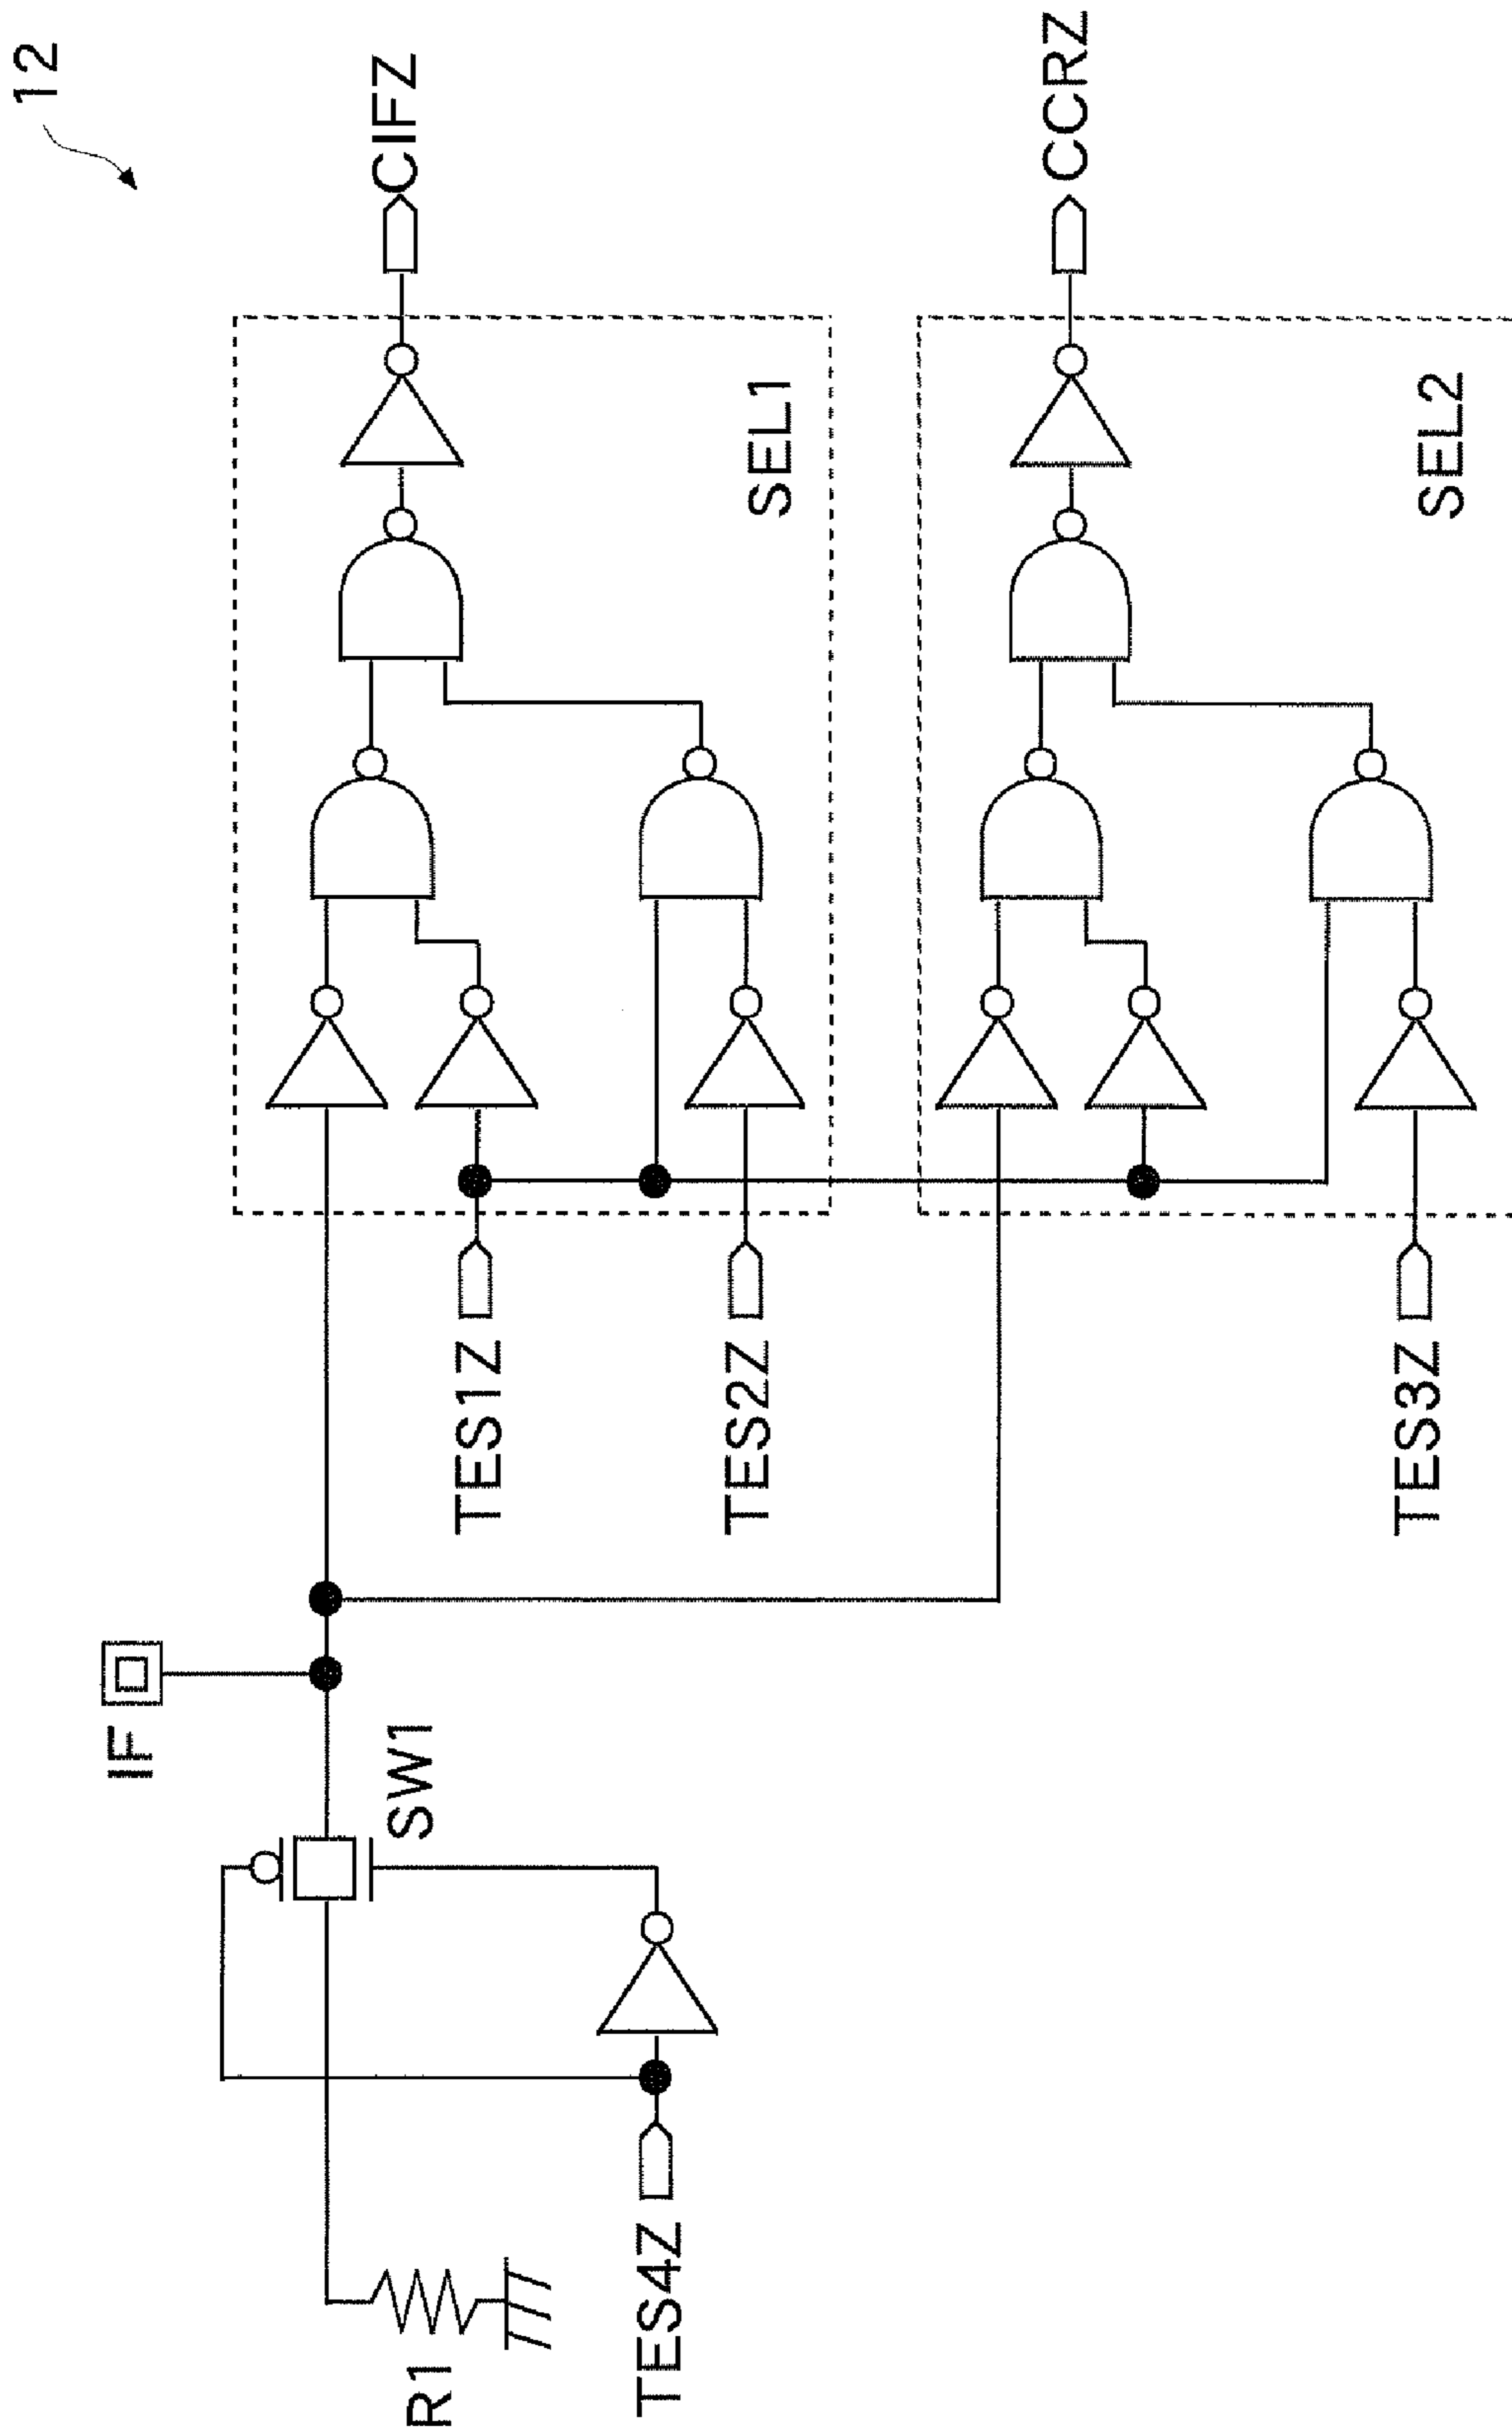 12
CIFZ
CCRZ
SEL1
SEL2
TES1Z
TES2Z
TES3Z
IF
SW1
R1
TES4Z